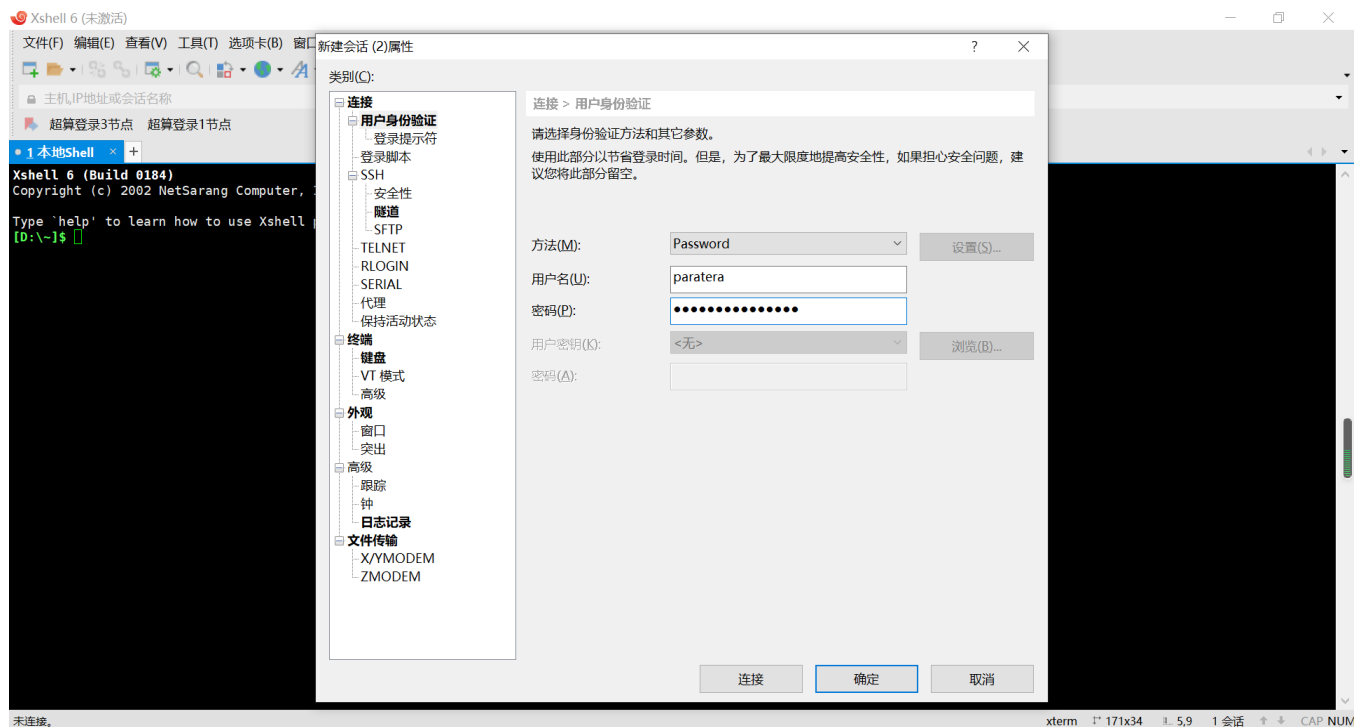 Xshell 6 (未激活)
文件(F) 编辑(E) 查看(V) 工具(T) 选项卡(B) 窗口
主机,IP地址或会话名称
超算登录3节点 超算登录1节点
1 本地Shell × +
Xshell 6 (Build 0184)
Copyright (c) 2002 NetSarang Computer,
Type `help' to learn how to use Xshell
[D:\~]$
新建会话 (2)属性 ?
类别(C):
连接
用户身份验证
登录提示符
登录脚本
SSH
安全性
隧道
SFTP
TELNET
RLOGIN
SERIAL
代理
保持活动状态
终端
键盘
VT 模式
高级
外观
窗口
突出
高级
跟踪
钟
日志记录
文件传输
X/YMODEM
ZMODEM
连接 > 用户身份验证
请选择身份验证方法和其它参数。
使用此部分以节省登录时间。但是，为了最大限度地提高安全性，如果担心安全问题，建
议您将此部分留空。
方法(M): Password 设置(S)...
用户名(U): paratera
密码(P): ●●●●●●●●●●●●●●●
用户密钥(K): <无> 浏览(B)...
密码(A):
连接 确定 取消
未连接。 xterm 171x34 5,9 1 会话 CAP NUM